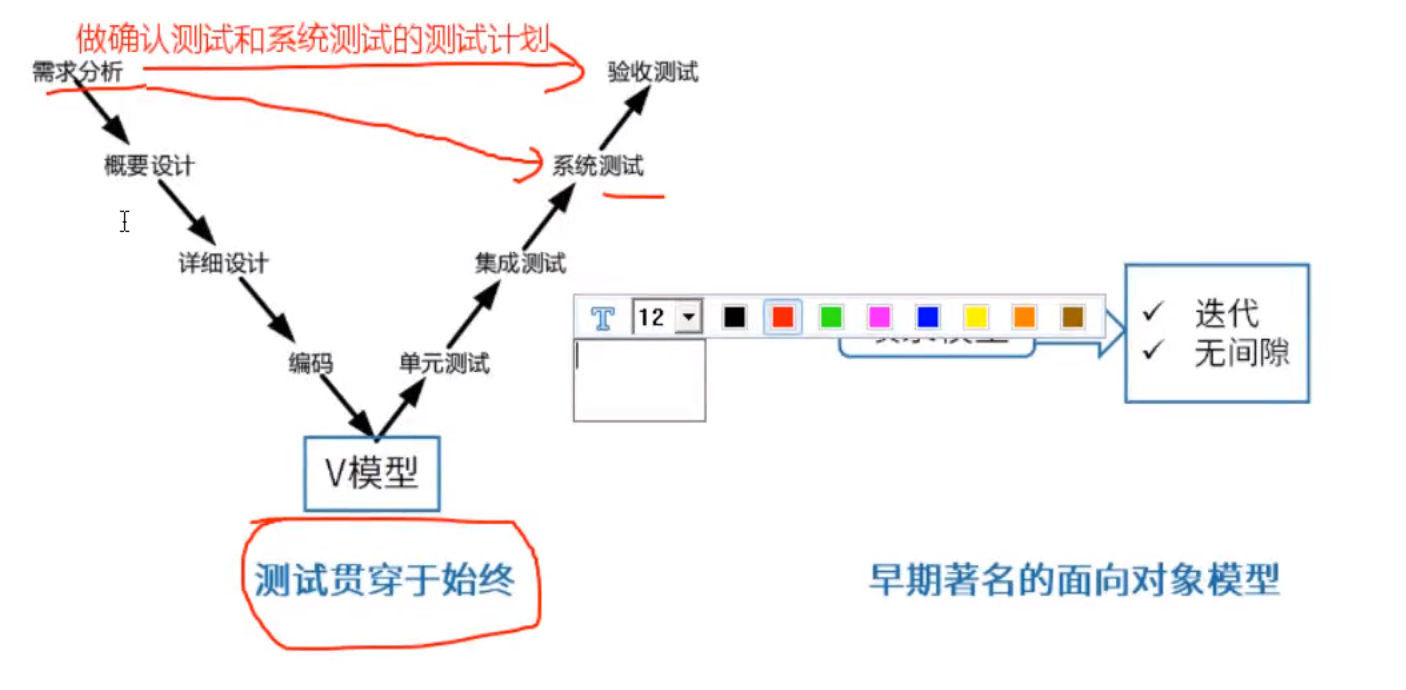 做确认测试和系统测试的测试计划
需求分析
验收测试
概要设计
系统测试
详细设计
集成测试
编码
单元测试
V模型
测试贯穿于始终
T
12
✓ 迭代
✓ 无间隙
早期著名的面向对象模型